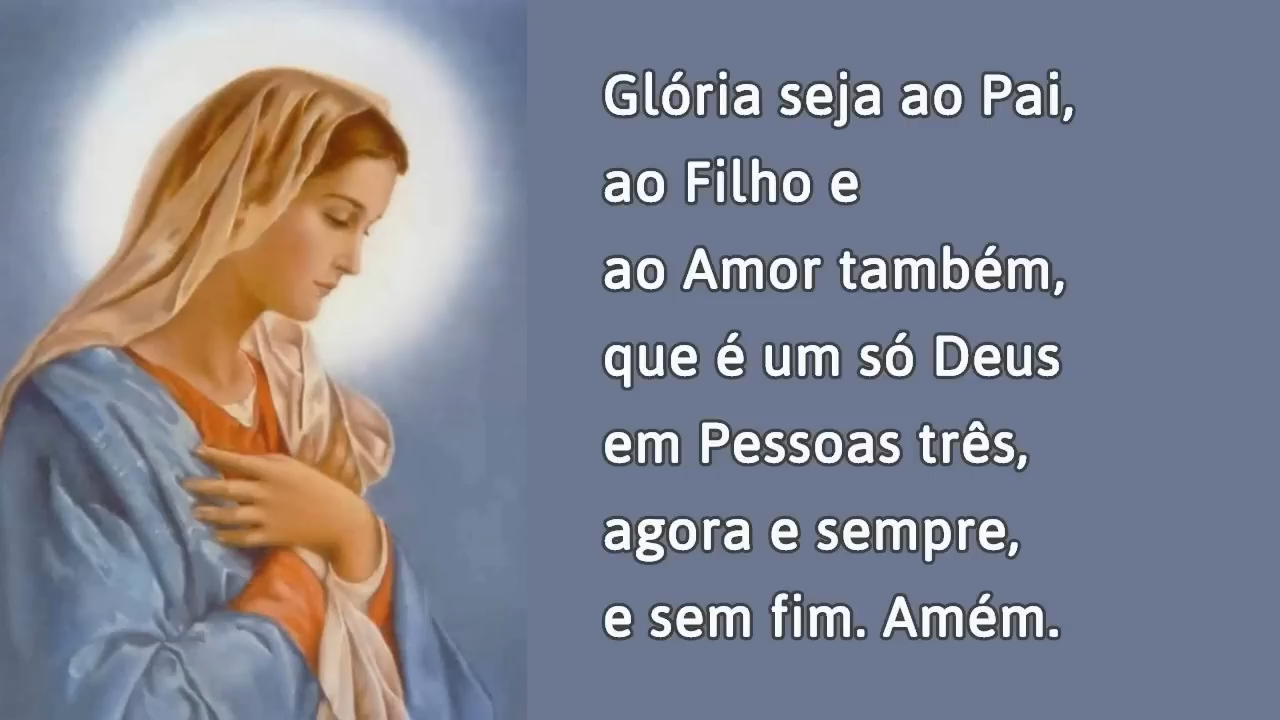 Glória seja ao Pai,
ao Filho e
ao Amor também,
que é um só Deus
em Pessoas três,
agora e sempre,
e sem fim. Amém.